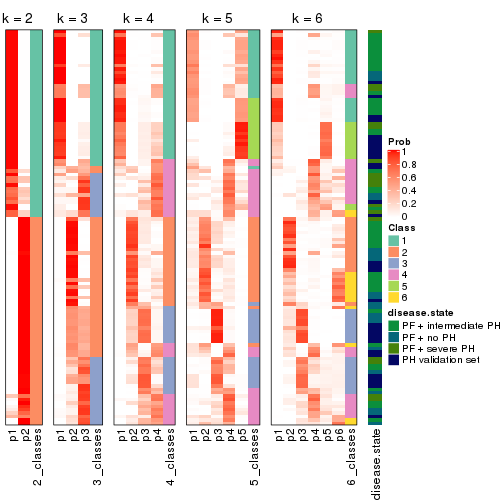 k = 2
k = 3
k = 4
k = 5
k = 6
p1
p2
2_classes
p1
p2
p3
3_classes
p1
p2
p3
p4
4_classes
p1
p2
p3
p4
p5
5_classes
p1
p2
p3
p4
p5
p6
6_classes
disease.state
Prob
1
0.8
0.6
0.4
0.2
0
Class
1
2
3
4
5
6
disease.state
PF+ intermediate PH
PF+ no PH
PF+ severe PH
PH validation set